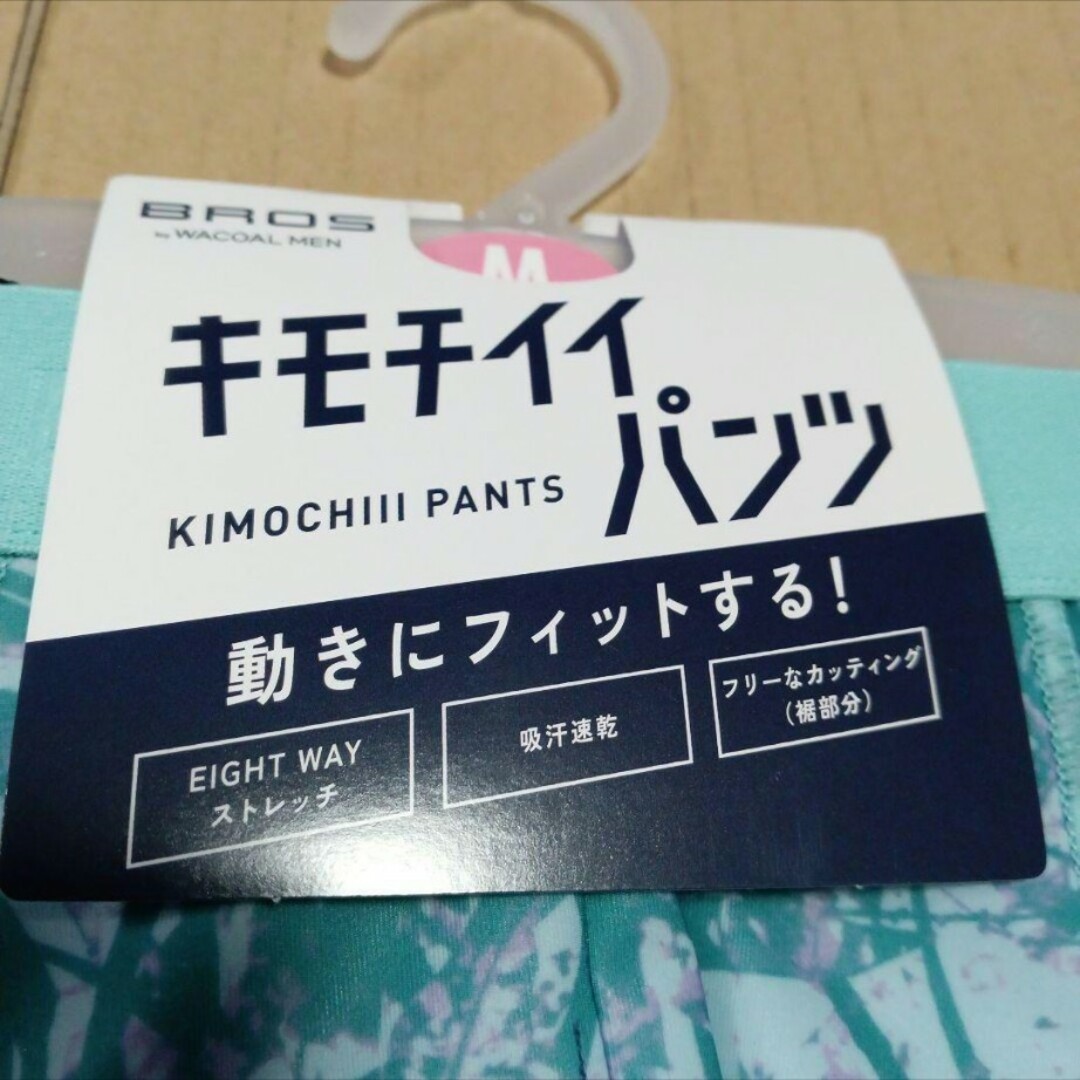 BROS
by WACOAL MEN
M
キモチイイ
パンツ
KIMOCHIII PANTS
動きにフィットする!
EIGHT WAY
ストレッチ
吸汗速乾
フリーなカッティング
(裾部分)